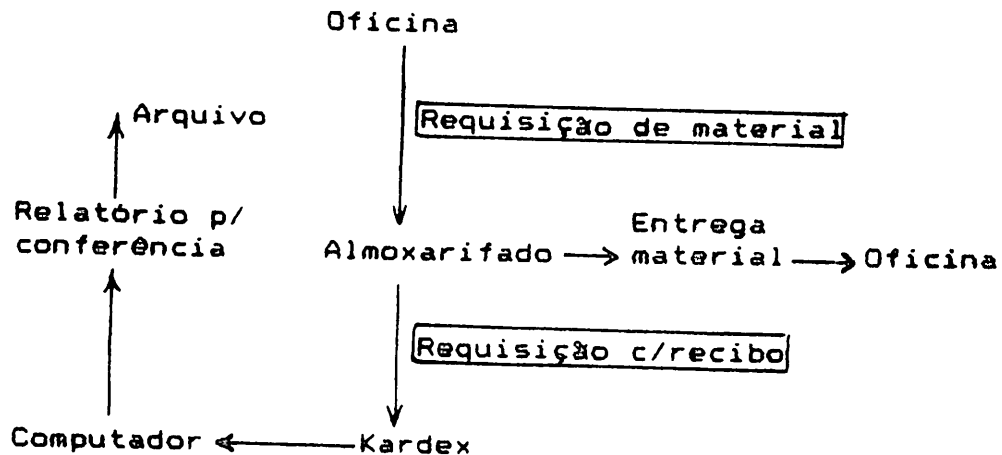 Oficina
Arquivo
Requisição de material
Relatório p/
conferência
Entrega
Almoxarifado
material
Oficina
Requisição c/recibo
Computador
Kardex